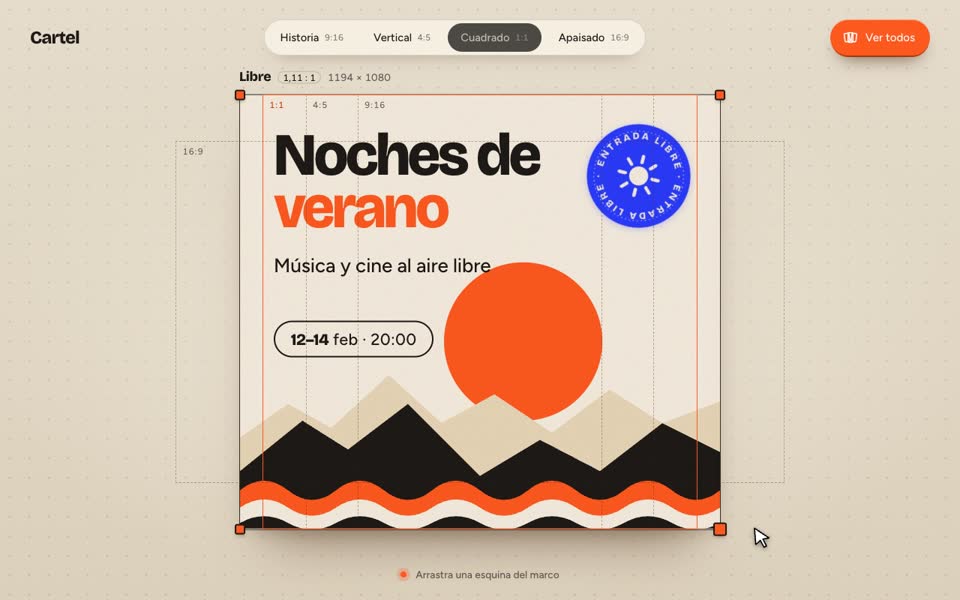 Cartel
Historia 9:16
Vertical 4:5
Cuadrado 1:1
Apaisado 16:9
Ver todos
Libre 1,11 : 1 1194 × 1080
1:1 4:5 9:16
16:9
Noches de
verano
ENTRADA LIBRE · ENTRADA LIBRE ·
Música y cine al aire libre
12–14 feb · 20:00
Arrastra una esquina del marco